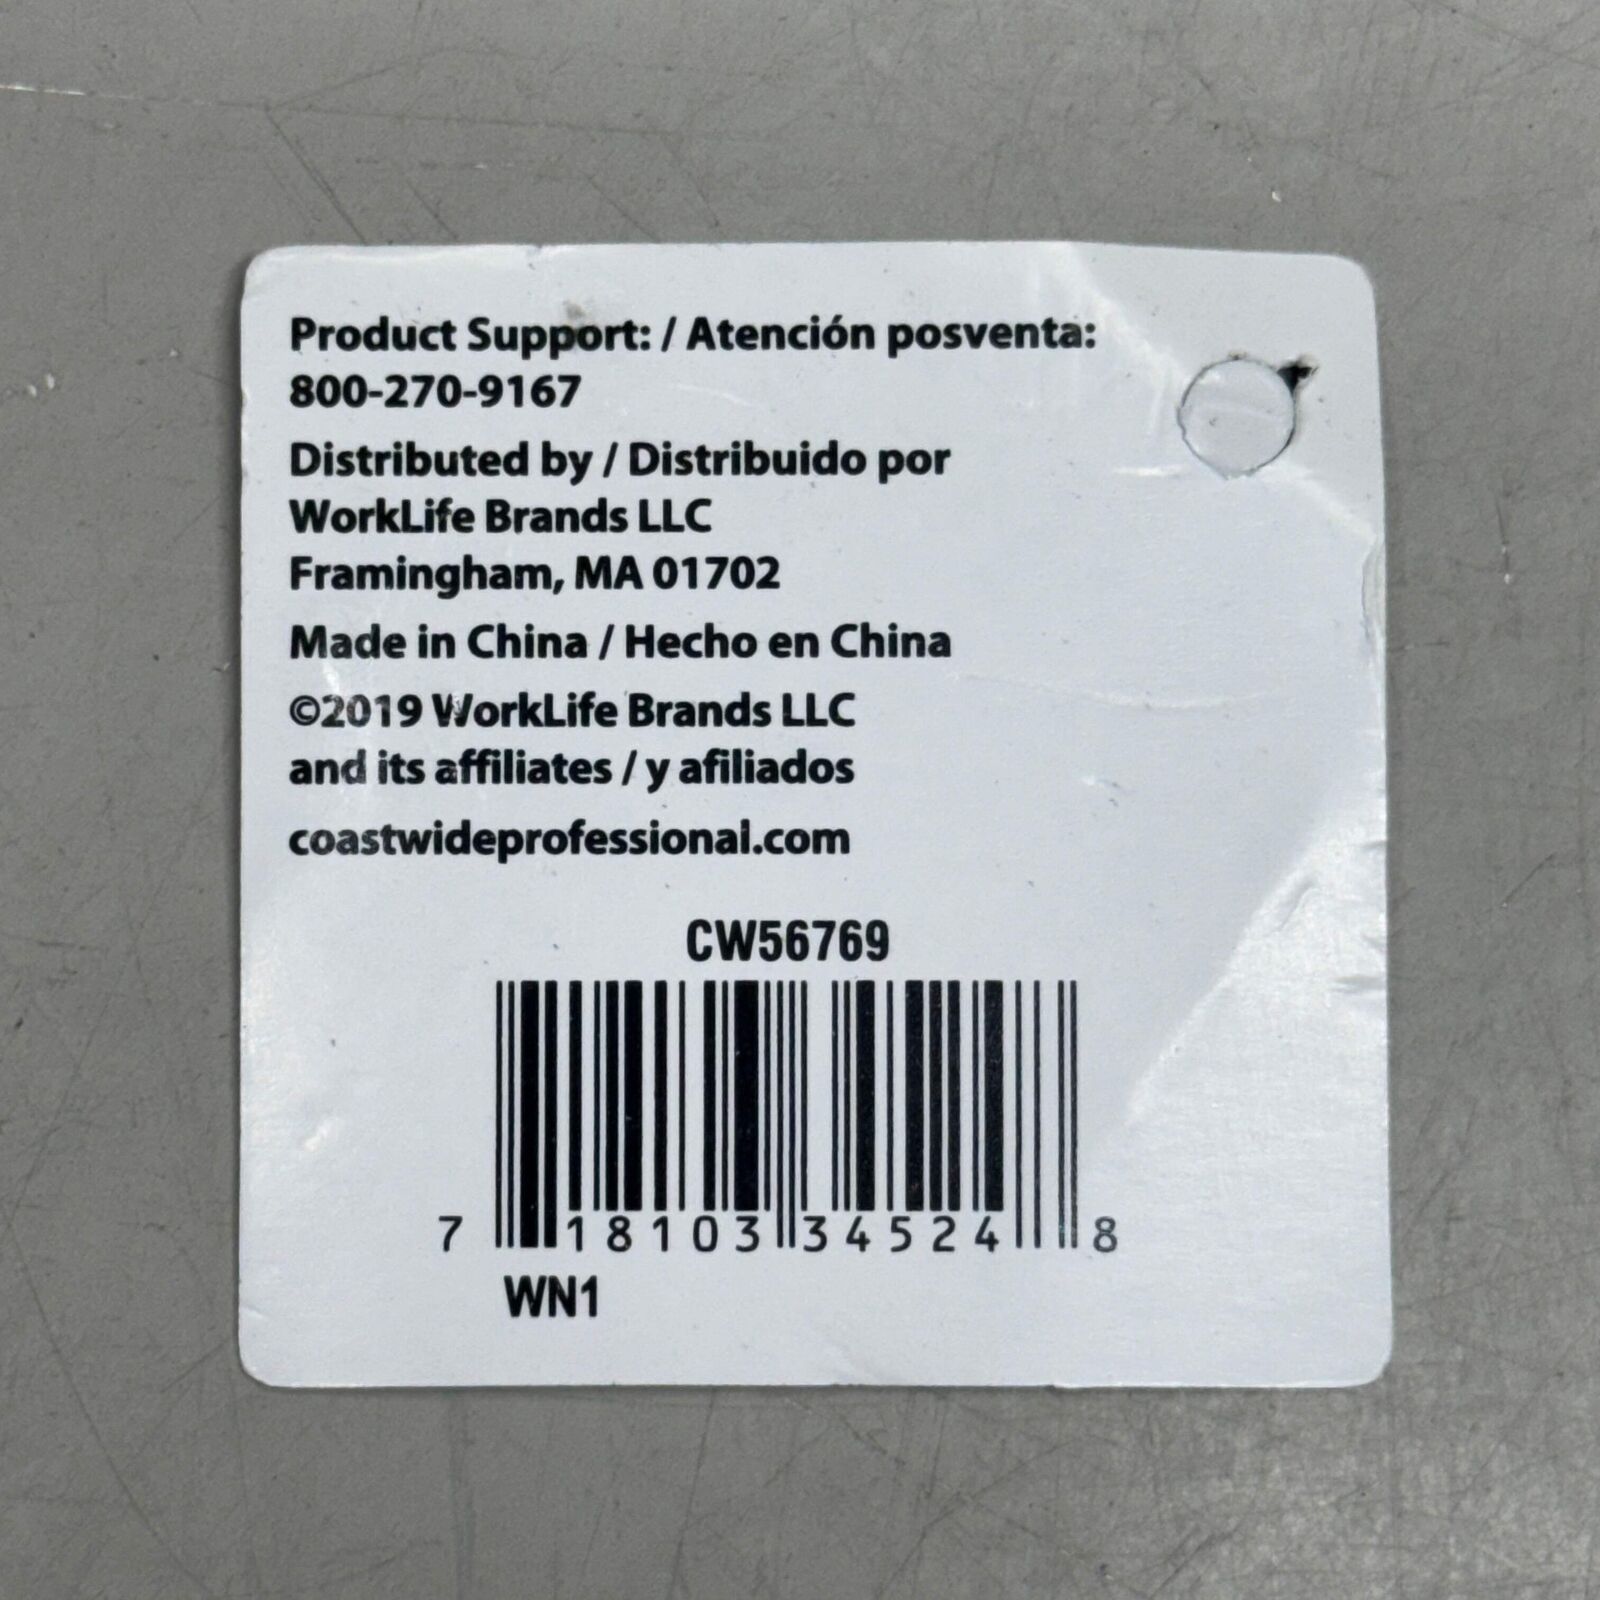 Product Support: / Atención posventa:
800-270-9167
Distributed by / Distribuido por
WorkLife Brands LLC
Framingham, MA 01702
Made in China / Hecho en China
©2019 WorkLife Brands LLC
and its affiliates / y afiliados
coastwideprofessional.com
CW56769
7 18103 34524 8
WN1